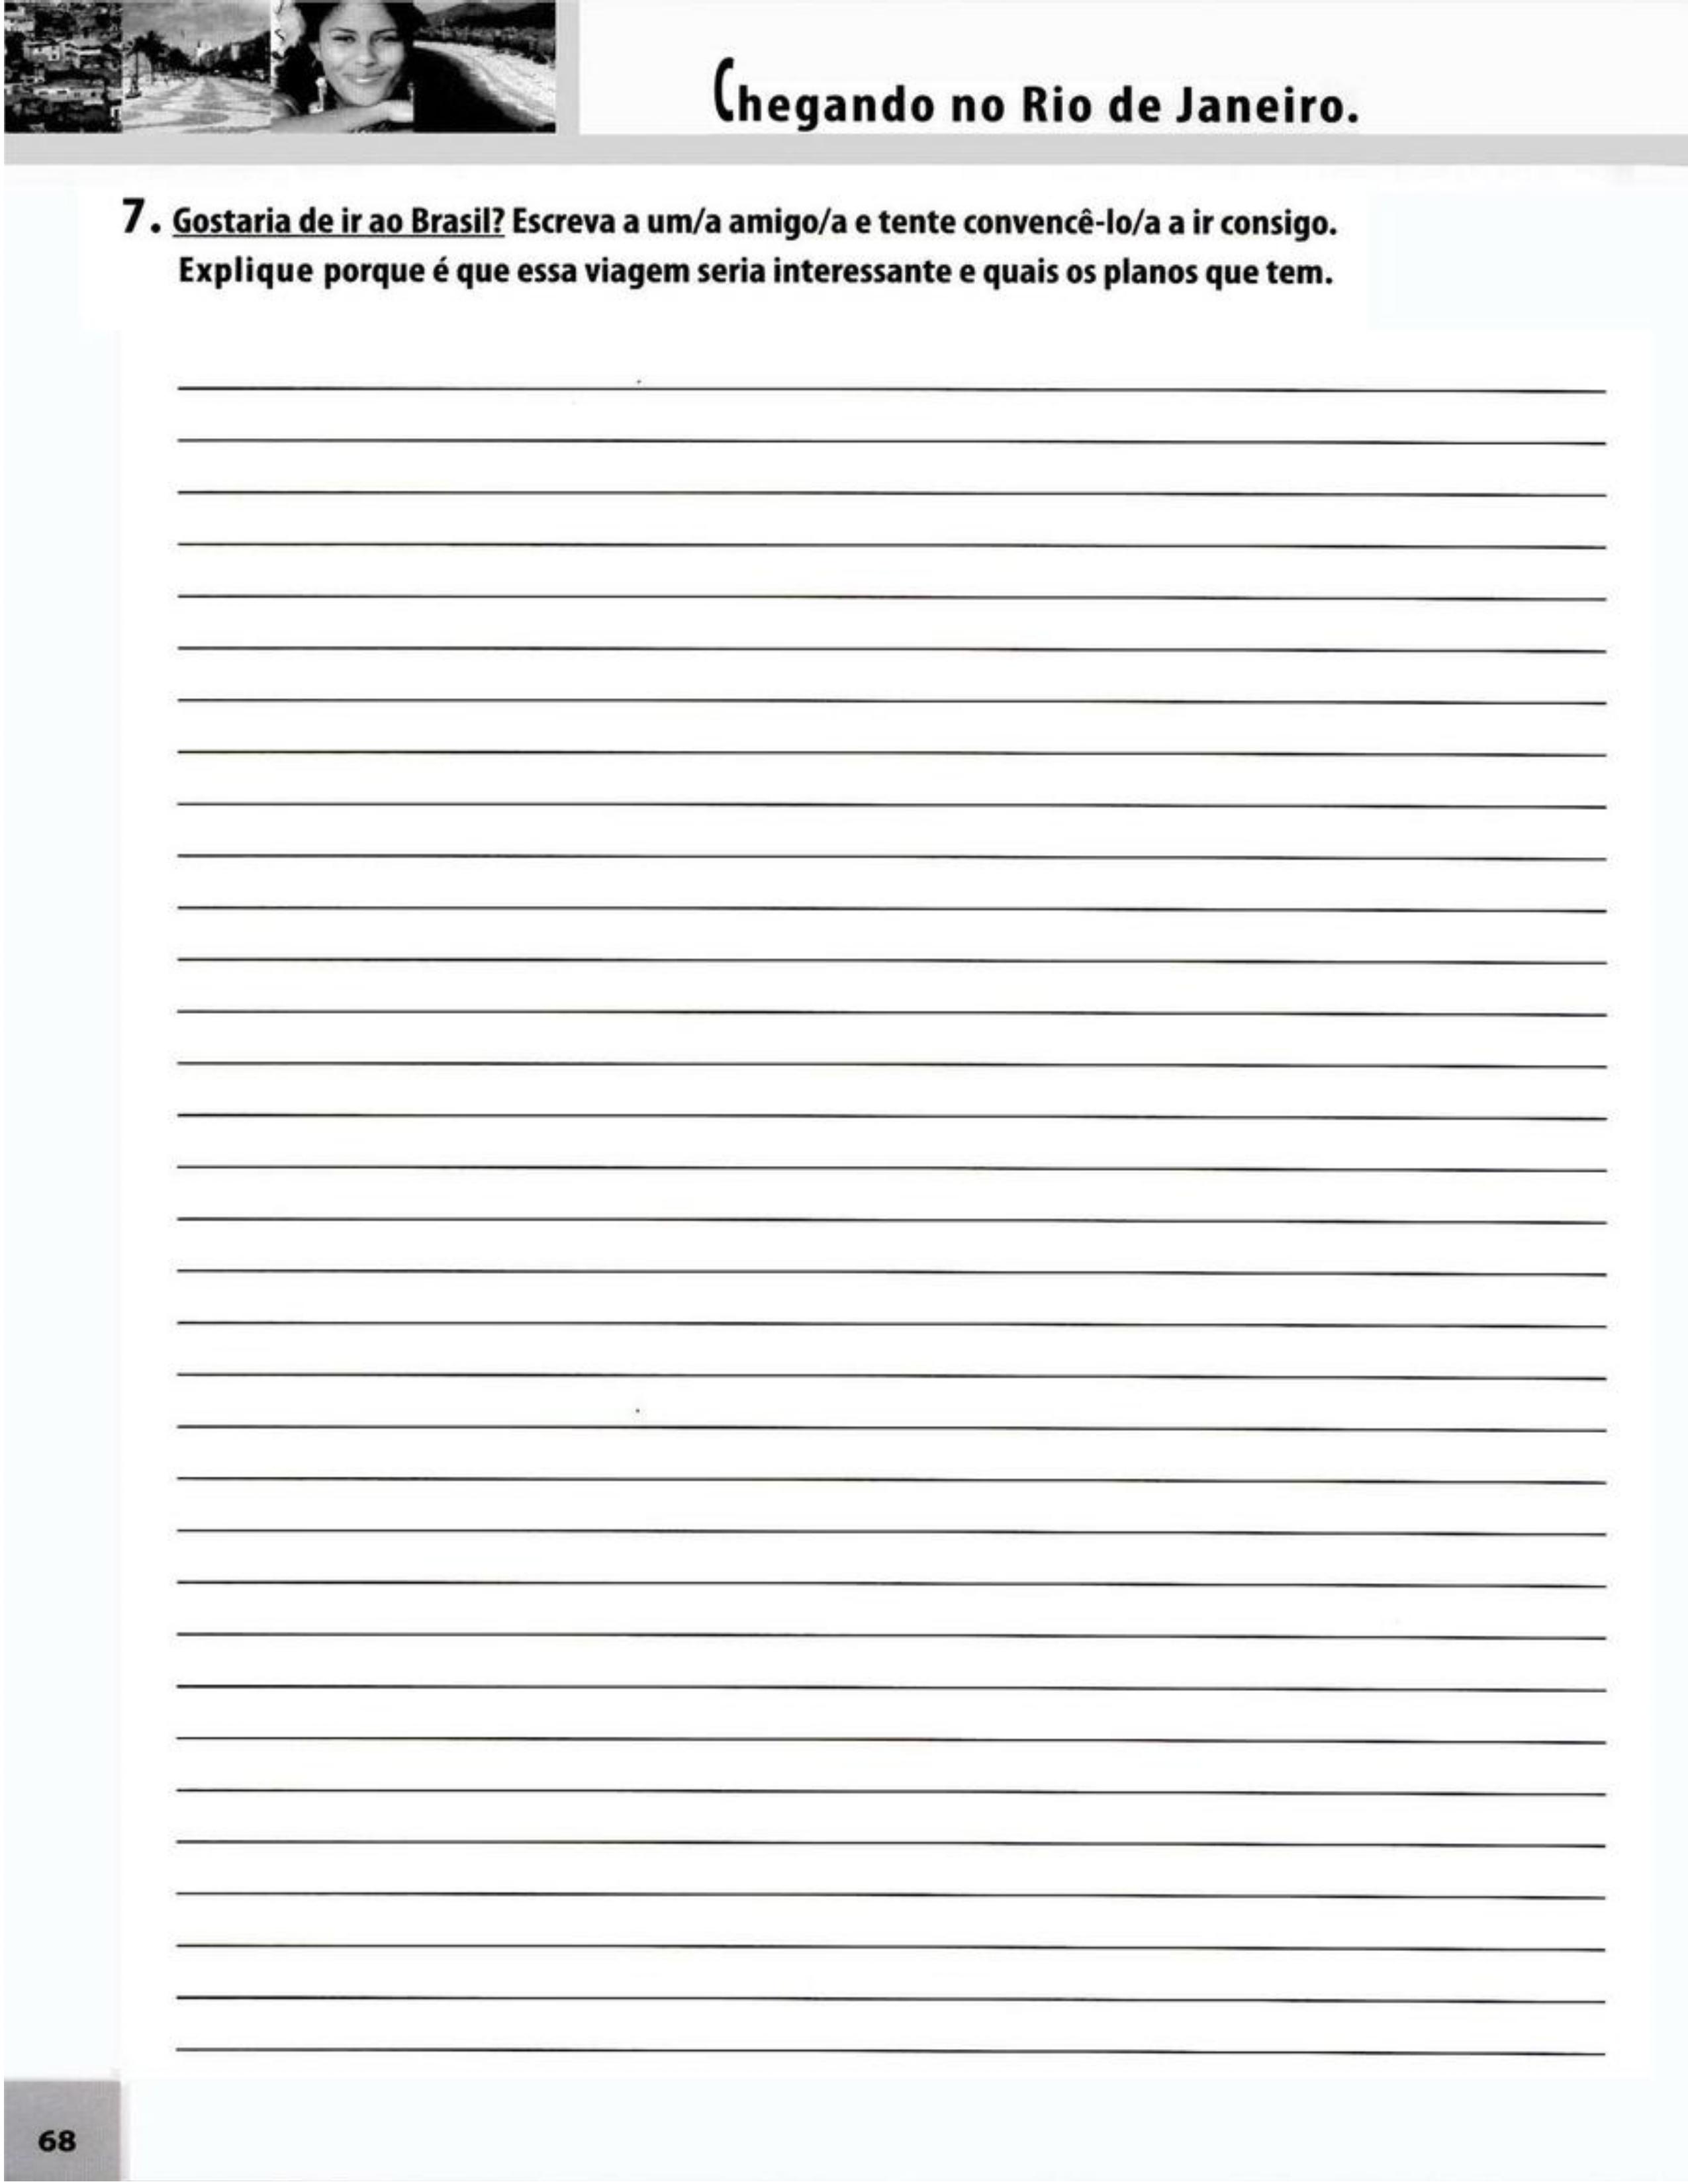 Chegando no Rio de Janeiro.
7. Gostaria de ir ao Brasil? Escreva a um/a amigo/a e tente convencê-lo/a a ir consigo.
Explique porque é que essa viagem seria interessante e quais os planos que tem.
68